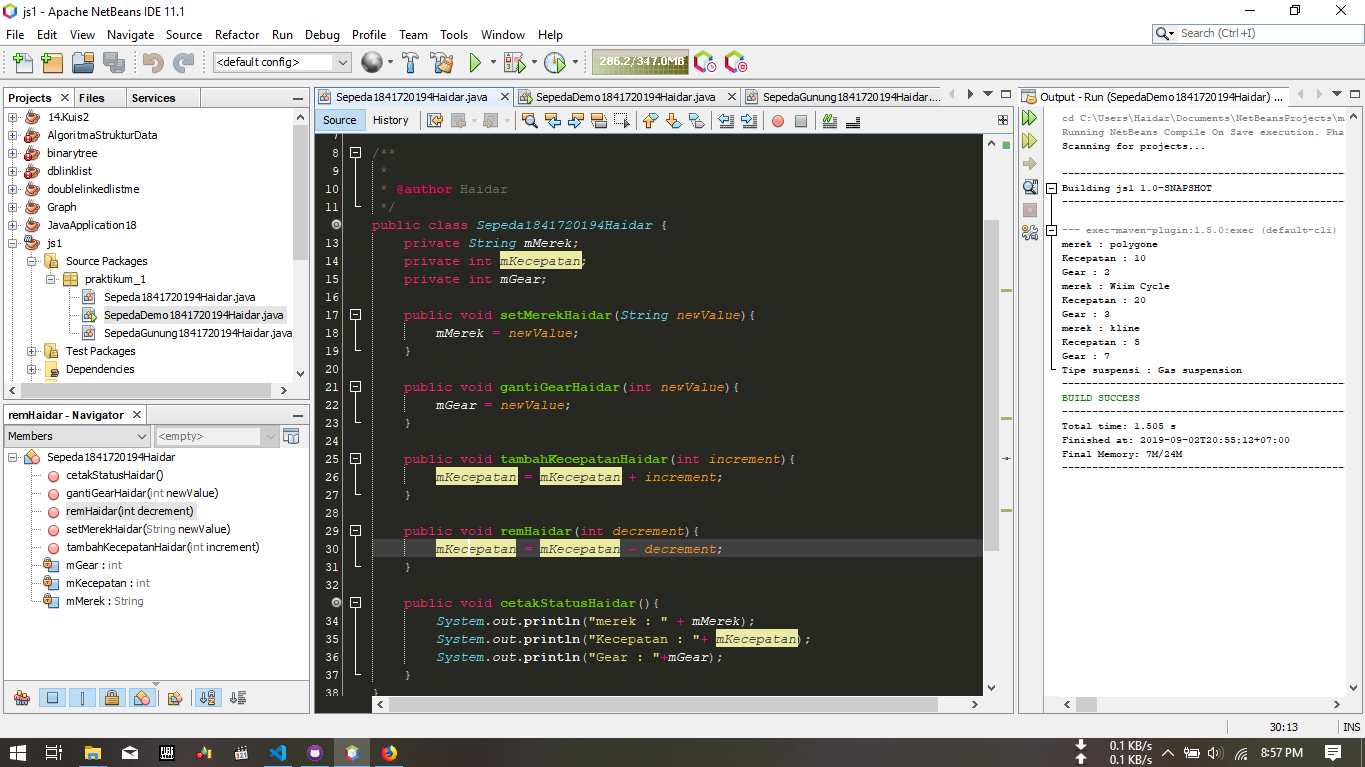 js1 - Apache NetBeans IDE 11.1
File Edit View Navigate Source Refactor Run Debug Profile Team Tools Window Help
Search (Ctrl+I)
<default config>
286.2/347.0MB
Projects Files Services
14.Kuis2
AlgoritmaStrukturData
binarytree
dblinklist
doublelinkedlistme
Graph
JavaApplication18
js1
Source Packages
praktikum_1
Sepeda1841720194Haidar.java
SepedaDemo1841720194Haidar.java
SepedaGunung1841720194Haidar.java
Test Packages
Dependencies
remHaidar - Navigator
Members
<empty>
Sepeda1841720194Haidar
cetakStatusHaidar()
gantiGearHaidar(int newValue)
remHaidar(int decrement)
setMerekHaidar(String newValue)
tambahKecepatanHaidar(int increment)
mGear : int
mKecepatan : int
mMerek : String
Sepeda1841720194Haidar.java SepedaDemo1841720194Haidar.java SepedaGunung1841720194Haidar....
Source History
7
8 /**
9 *
10 * @author Haidar
11 */
public class Sepeda1841720194Haidar {
13 private String mMerek;
14 private int mKecepatan;
15 private int mGear;
16
17 public void setMerekHaidar(String newValue){
18 mMerek = newValue;
19 }
20
21 public void gantiGearHaidar(int newValue){
22 mGear = newValue;
23 }
24
25 public void tambahKecepatanHaidar(int increment){
26 mKecepatan = mKecepatan + increment;
27 }
28
29 public void remHaidar(int decrement){
30 mKecepatan = mKecepatan - decrement;
31 }
32
public void cetakStatusHaidar(){
34 System.out.println("merek : " + mMerek);
35 System.out.println("Kecepatan : "+ mKecepatan);
36 System.out.println("Gear : "+mGear);
37 }
38 }
Output - Run (SepedaDemo1841720194Haidar) ...
cd C:\Users\Haidar\Documents\NetBeansProjects\
Running NetBeans Compile On Save execution. Pha
Scanning for projects...
Building js1 1.0-SNAPSHOT
--- exec-maven-plugin:1.5.0:exec (default-cli)
merek : polygone
Kecepatan : 10
Gear : 2
merek : Wiim Cycle
Kecepatan : 20
Gear : 3
merek : kline
Kecepatan : 5
Gear : 7
Tipe suspensi : Gas suspension
BUILD SUCCESS
Total time: 1.505 s
Finished at: 2019-09-02T20:55:12+07:00
Final Memory: 7M/24M
30:13 INS
0.1 KB/s
0.1 KB/s
8:57 PM